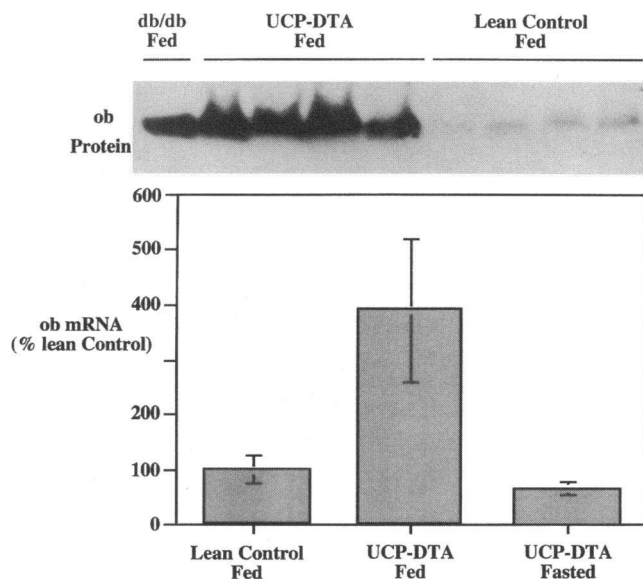 db/db UCP-DTA Lean Control
Fed Fed Fed
ob
Protein
600
500
400
ob mRNA
(% lean Control)
200
100
0
Lean Control UCP-DTA UCP-DTA
Fed Fed Fasted